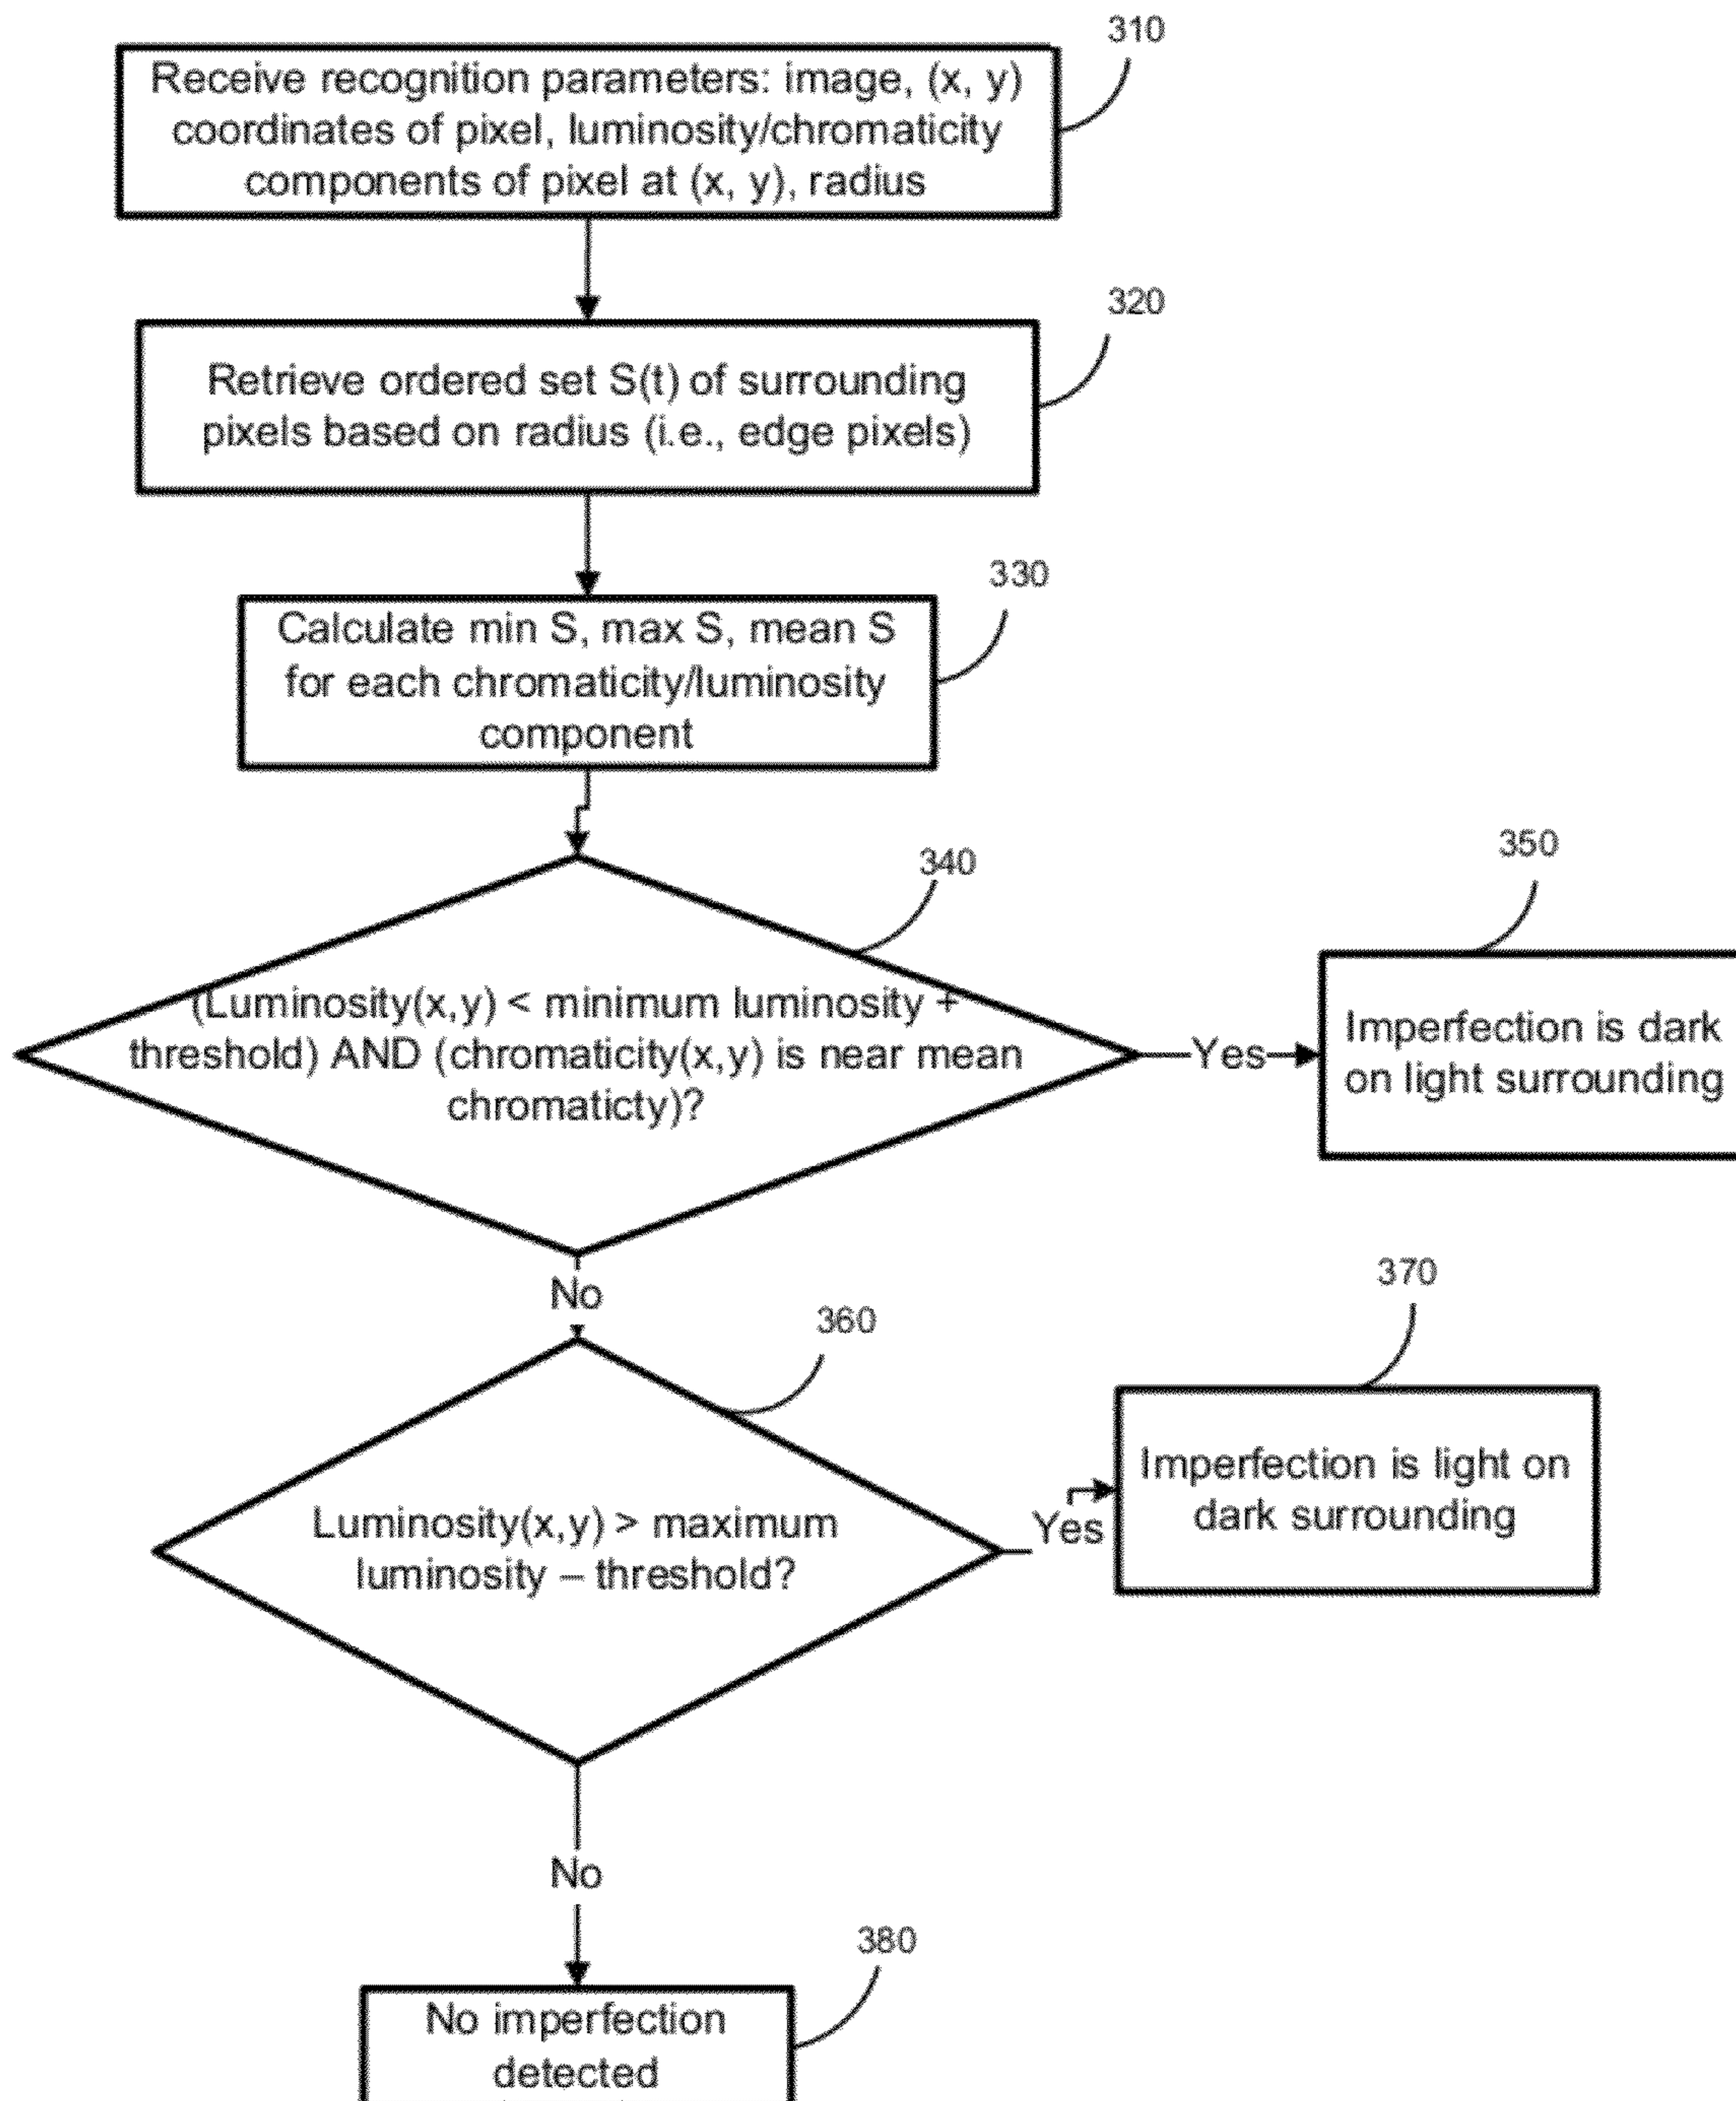 310
Receive recognition parameters: image, (x, y)
coordinates of pixel, luminosity/chromaticity
components of pixel at (x, y), radius
320
Retrieve ordered set S(t) of surrounding
pixels based on radius (i.e., edge pixels)
330
Calculate min S, max S, mean S
for each chromaticity/luminosity
component
340
(Luminosity(x,y) < minimum luminosity +
threshold) AND (chromaticity(x,y) is near mean
chromaticty)?
Yes
350
Imperfection is dark
on light surrounding
No
360
Luminosity(x,y) > maximum
luminosity – threshold?
Yes
370
Imperfection is light on
dark surrounding
No
380
No imperfection
detected